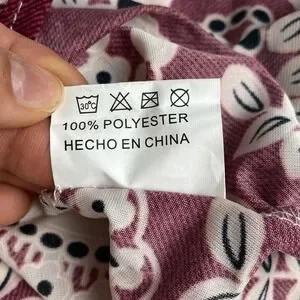 30°C
100% POLYESTER
HECHO EN CHINA